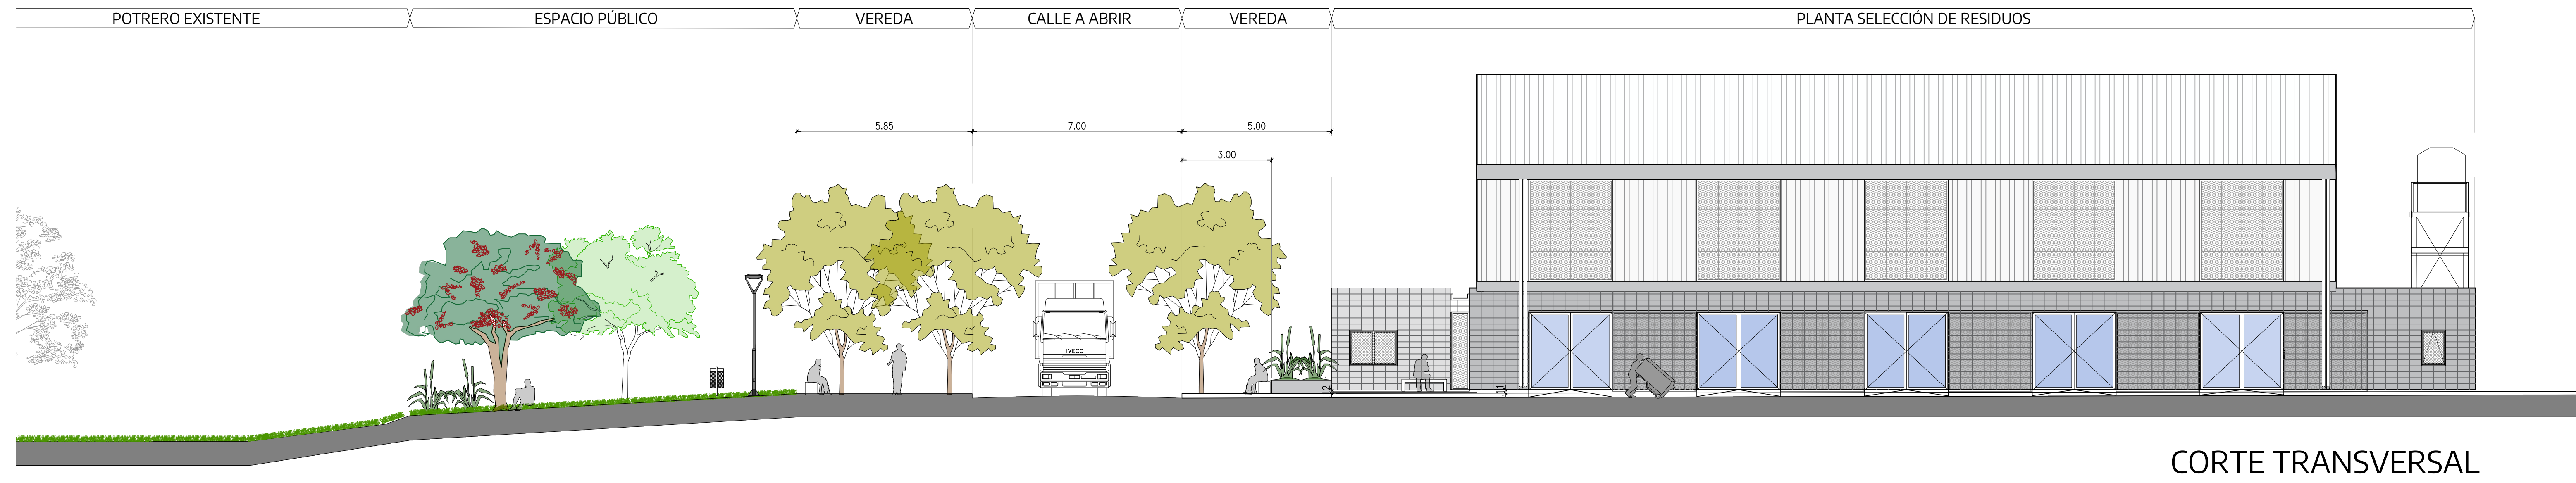 POTRERO EXISTENTE
ESPACIO PÚBLICO
VEREDA
CALLE A ABRIR
VEREDA
PLANTA SELECCIÓN DE RESIDUOS
5.85
7.00
5.00
3.00
IVECO
CORTE TRANSVERSAL